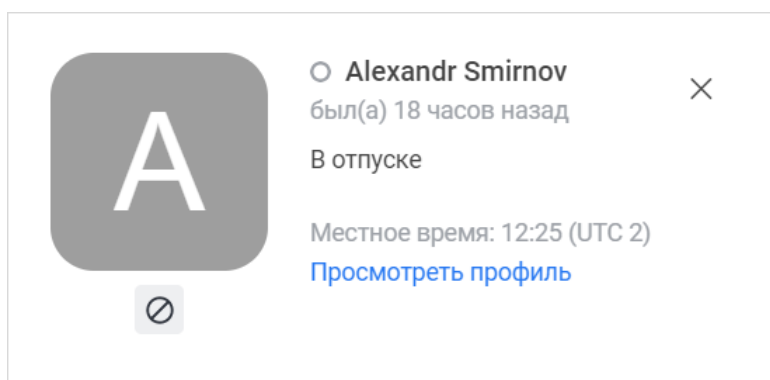 A
Alexandr Smirnov
был(а) 18 часов назад
В отпуске
Местное время: 12:25 (UTC 2)
Просмотреть профиль